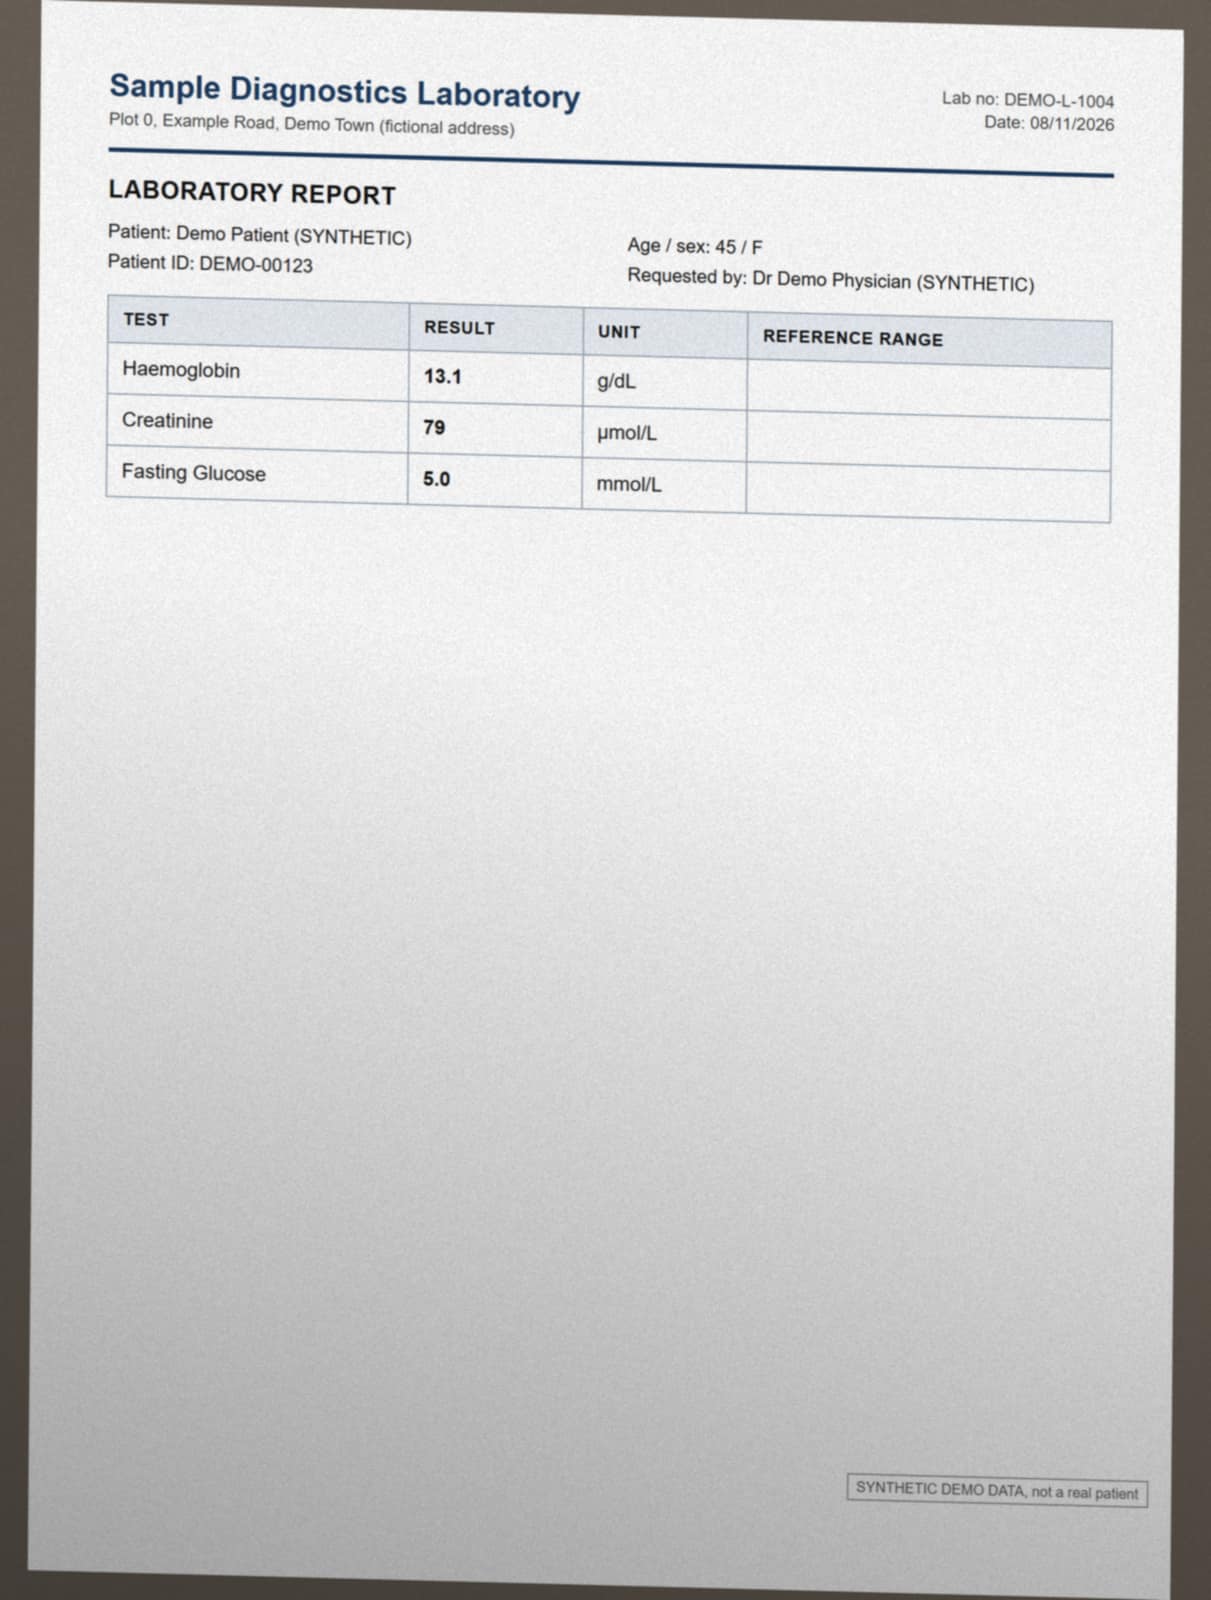 Sample Diagnostics Laboratory
Plot 0, Example Road, Demo Town (fictional address)
Lab no: DEMO-L-1004
Date: 08/11/2026
LABORATORY REPORT
Patient: Demo Patient (SYNTHETIC)
Age / sex: 45 / F
Patient ID: DEMO-00123
Requested by: Dr Demo Physician (SYNTHETIC)
TEST RESULT UNIT REFERENCE RANGE
Haemoglobin 13.1 g/dL
Creatinine 79 µmol/L
Fasting Glucose 5.0 mmol/L
SYNTHETIC DEMO DATA, not a real patient